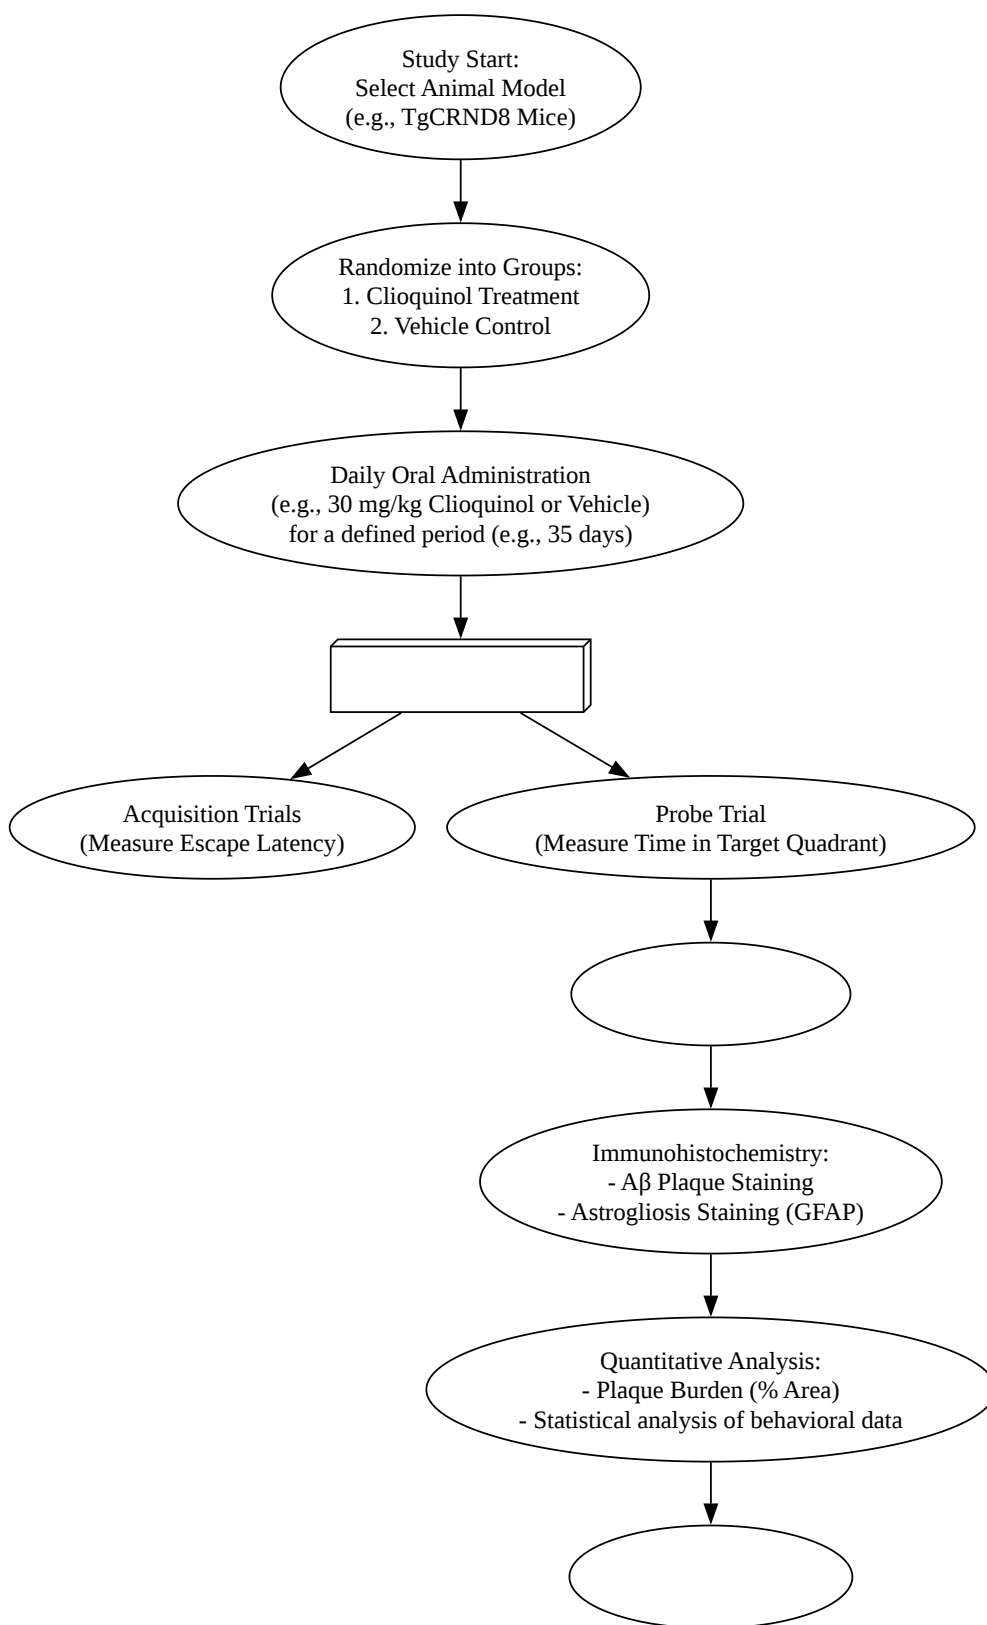 Study Start:
Select Animal Model
(e.g., TgCRND8 Mice)
Randomize into Groups:
1. Clioquinol Treatment
2. Vehicle Control
Daily Oral Administration
(e.g., 30 mg/kg Clioquinol or Vehicle)
for a defined period (e.g., 35 days)
Acquisition Trials
(Measure Escape Latency)
Probe Trial
(Measure Time in Target Quadrant)
Immunohistochemistry:
- Aβ Plaque Staining
- Astrogliosis Staining (GFAP)
Quantitative Analysis:
- Plaque Burden (% Area)
- Statistical analysis of behavioral data